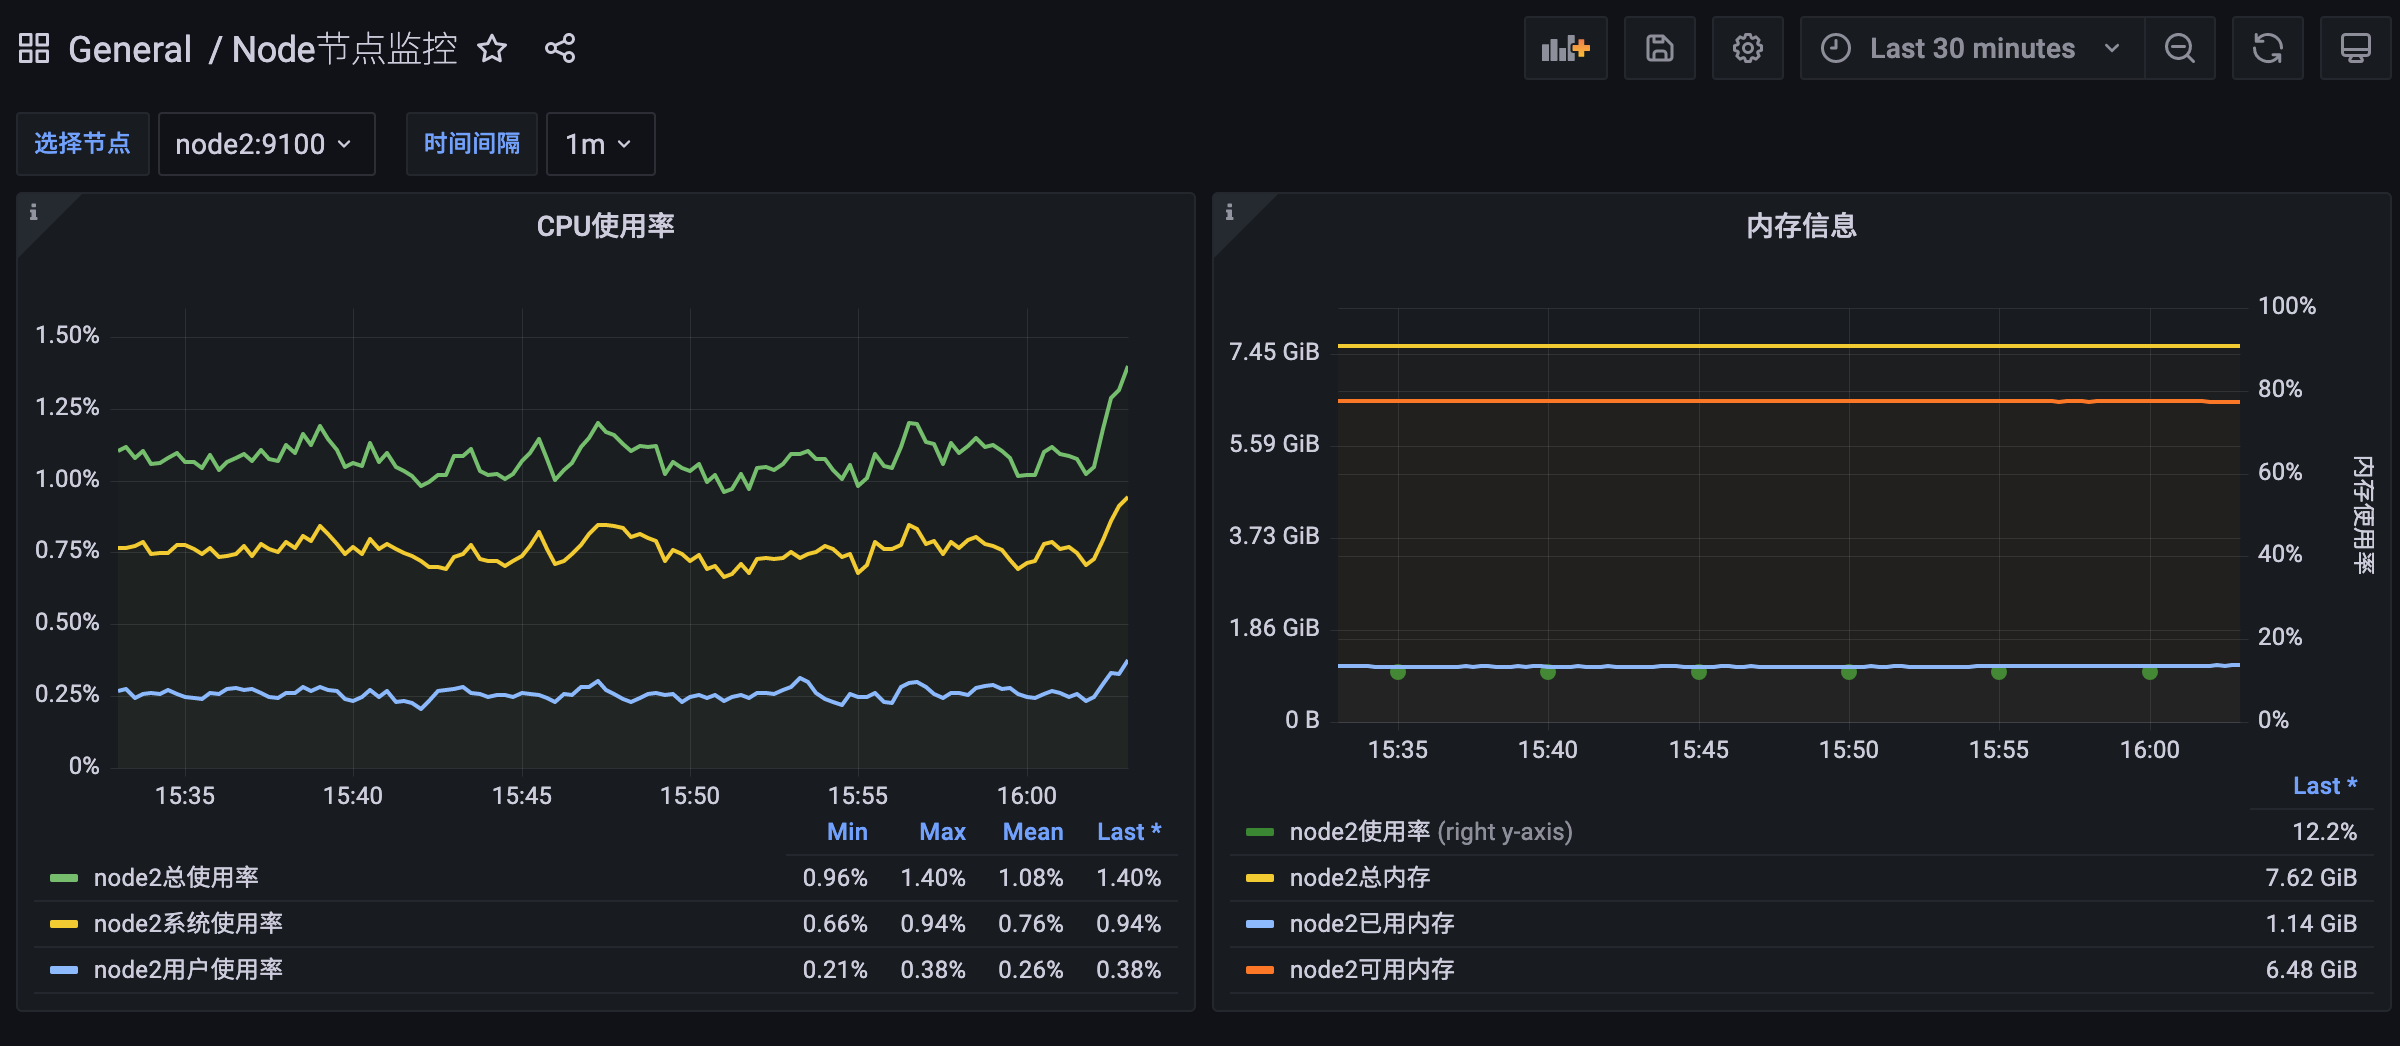 General / Node节点监控
Last 30 minutes
选择节点 node2:9100 时间间隔 1m
CPU使用率
1.50%
1.25%
1.00%
0.75%
0.50%
0.25%
0%
15:35 15:40 15:45 15:50 15:55 16:00
Min Max Mean Last *
node2总使用率 0.96% 1.40% 1.08% 1.40%
node2系统使用率 0.66% 0.94% 0.76% 0.94%
node2用户使用率 0.21% 0.38% 0.26% 0.38%
内存信息
7.45 GiB
5.59 GiB
3.73 GiB
1.86 GiB
0 B
100%
80%
60%
40%
20%
0%
内存使用率
15:35 15:40 15:45 15:50 15:55 16:00
Last *
node2使用率 (right y-axis) 12.2%
node2总内存 7.62 GiB
node2已用内存 1.14 GiB
node2可用内存 6.48 GiB